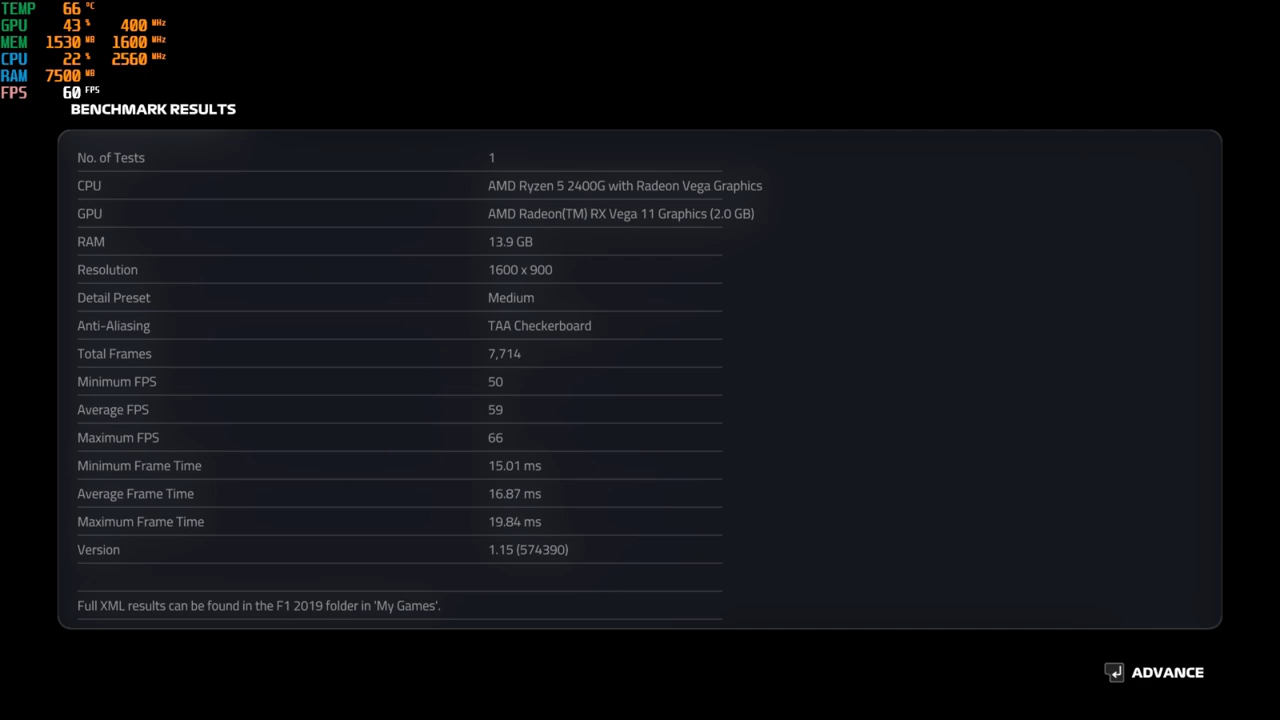 TEMP 66 °C
GPU 43 % 400 MHz
MEM 1530 MB 1600 MHz
CPU 22 % 2560 MHz
RAM 7500 MB
FPS 60 FPS
BENCHMARK RESULTS
No. of Tests 1
CPU AMD Ryzen 5 2400G with Radeon Vega Graphics
GPU AMD Radeon(TM) RX Vega 11 Graphics (2.0 GB)
RAM 13.9 GB
Resolution 1600 x 900
Detail Preset Medium
Anti-Aliasing TAA Checkerboard
Total Frames 7,714
Minimum FPS 50
Average FPS 59
Maximum FPS 66
Minimum Frame Time 15.01 ms
Average Frame Time 16.87 ms
Maximum Frame Time 19.84 ms
Version 1.15 (574390)
Full XML results can be found in the F1 2019 folder in 'My Games'.
ADVANCE